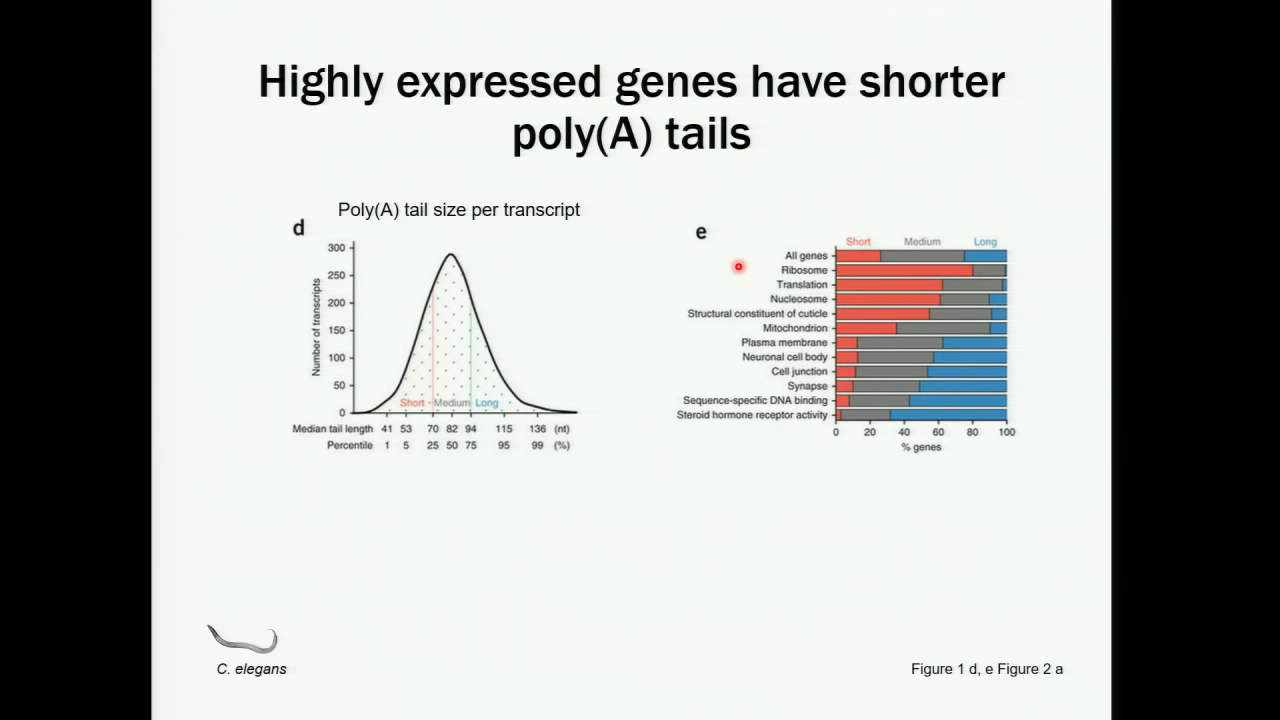 Highly expressed genes have shorter
poly(A) tails
Poly(A) tail size per transcript
d
Number of transcripts
300
250
200
150
100
50
0
Short Medium Long
Median tail length 41 53 70 82 94 115 136 (nt)
Percentile 1 5 25 50 75 95 99 (%)
e
Short Medium Long
All genes
Ribosome
Translation
Nucleosome
Structural constituent of cuticle
Mitochondrion
Plasma membrane
Neuronal cell body
Cell junction
Synapse
Sequence-specific DNA binding
Steroid hormone receptor activity
0 20 40 60 80 100
% genes
C. elegans
Figure 1 d, e Figure 2 a